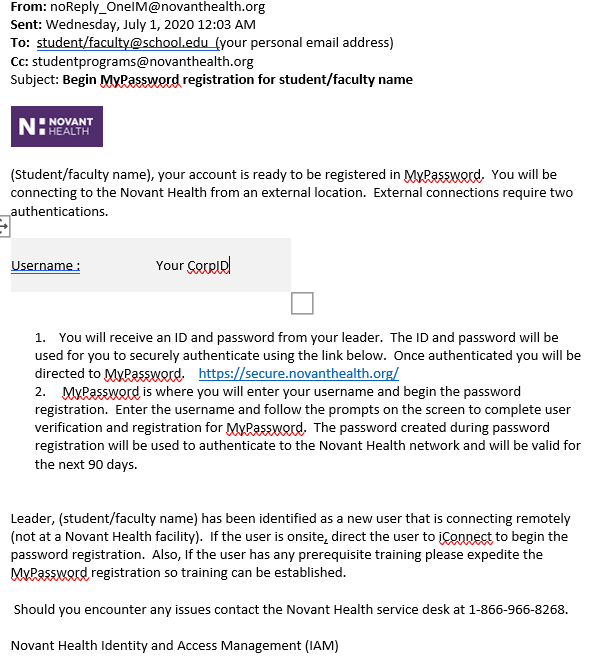 From: noReply_OneIM@novanthealth.org
Sent: Wednesday, July 1, 2020 12:03 AM
To: student/faculty@school.edu (your personal email address)
Cc: studentprograms@novanthealth.org
Subject: Begin MyPassword registration for student/faculty name
N NOVANT
HEALTH
(Student/faculty name), your account is ready to be registered in MyPassword. You will be
connecting to the Novant Health from an external location. External connections require two
authentications.
Username : Your CorpID
1. You will receive an ID and password from your leader. The ID and password will be
used for you to securely authenticate using the link below. Once authenticated you will be
directed to MyPassword. https://secure.novanthealth.org/
2. MyPassword is where you will enter your username and begin the password
registration. Enter the username and follow the prompts on the screen to complete user
verification and registration for MyPassword. The password created during password
registration will be used to authenticate to the Novant Health network and will be valid for
the next 90 days.
Leader, (student/faculty name) has been identified as a new user that is connecting remotely
(not at a Novant Health facility). If the user is onsite, direct the user to iConnect to begin the
password registration. Also, If the user has any prerequisite training please expedite the
MyPassword registration so training can be established.
Should you encounter any issues contact the Novant Health service desk at 1-866-966-8268.
Novant Health Identity and Access Management (IAM)